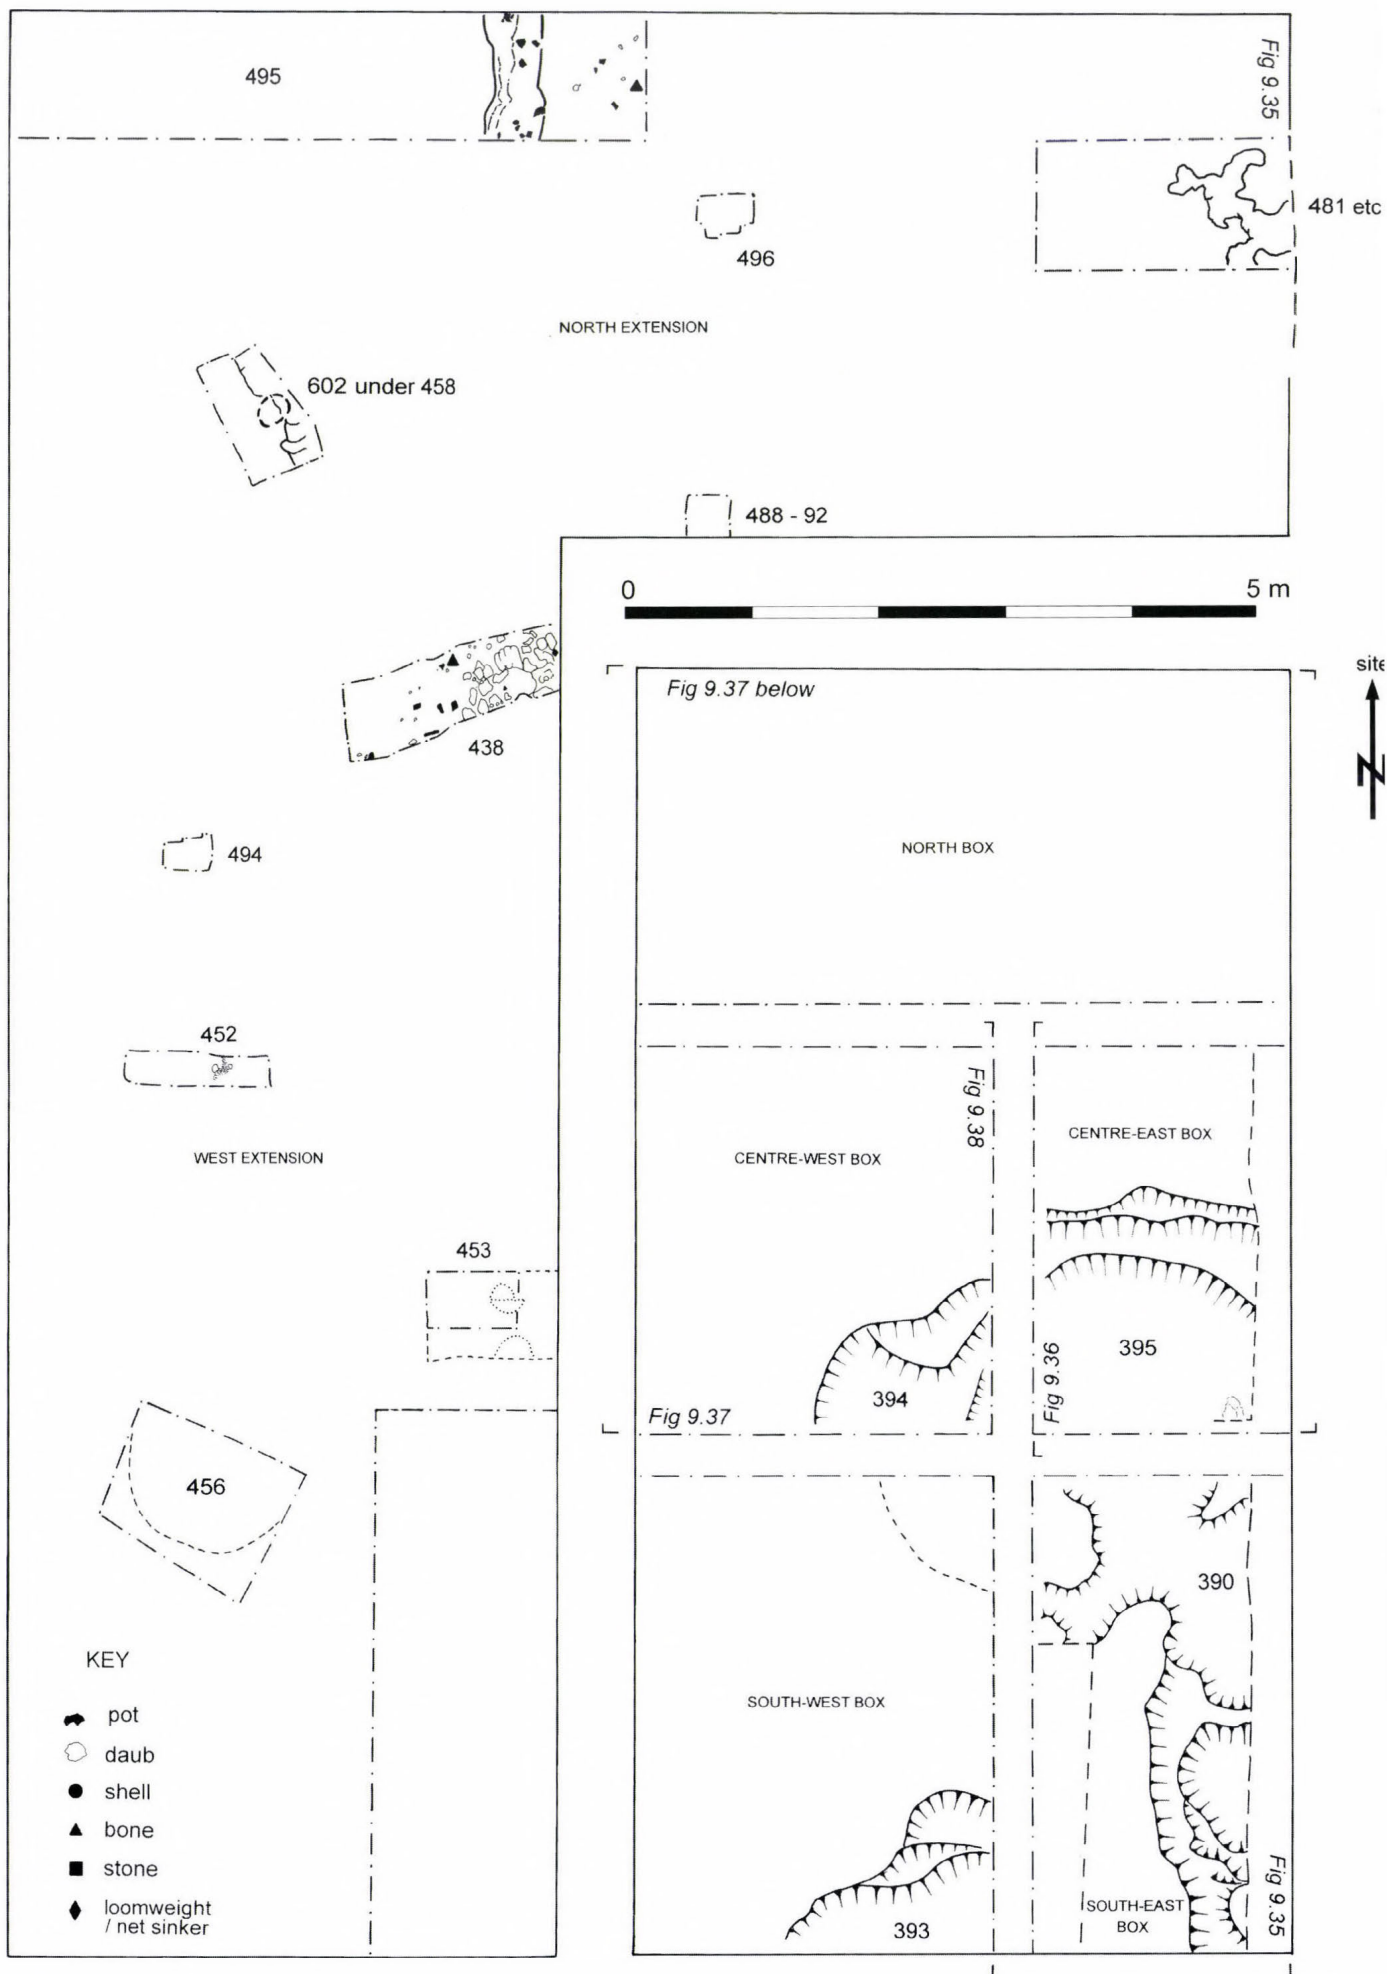 Fig 9.35
495
481 etc
496
NORTH EXTENSION
602 under 458
488 - 92
0
5 m
site
N
Fig 9.37 below
438
NORTH BOX
494
452
Fig 9.38
CENTRE-EAST BOX
WEST EXTENSION
CENTRE-WEST BOX
453
395
Fig 9.36
394
Fig 9.37
456
390
KEY
SOUTH-WEST BOX
pot
daub
shell
bone
stone
loomweight
/ net sinker
SOUTH-EAST
BOX
393
Fig 9.35